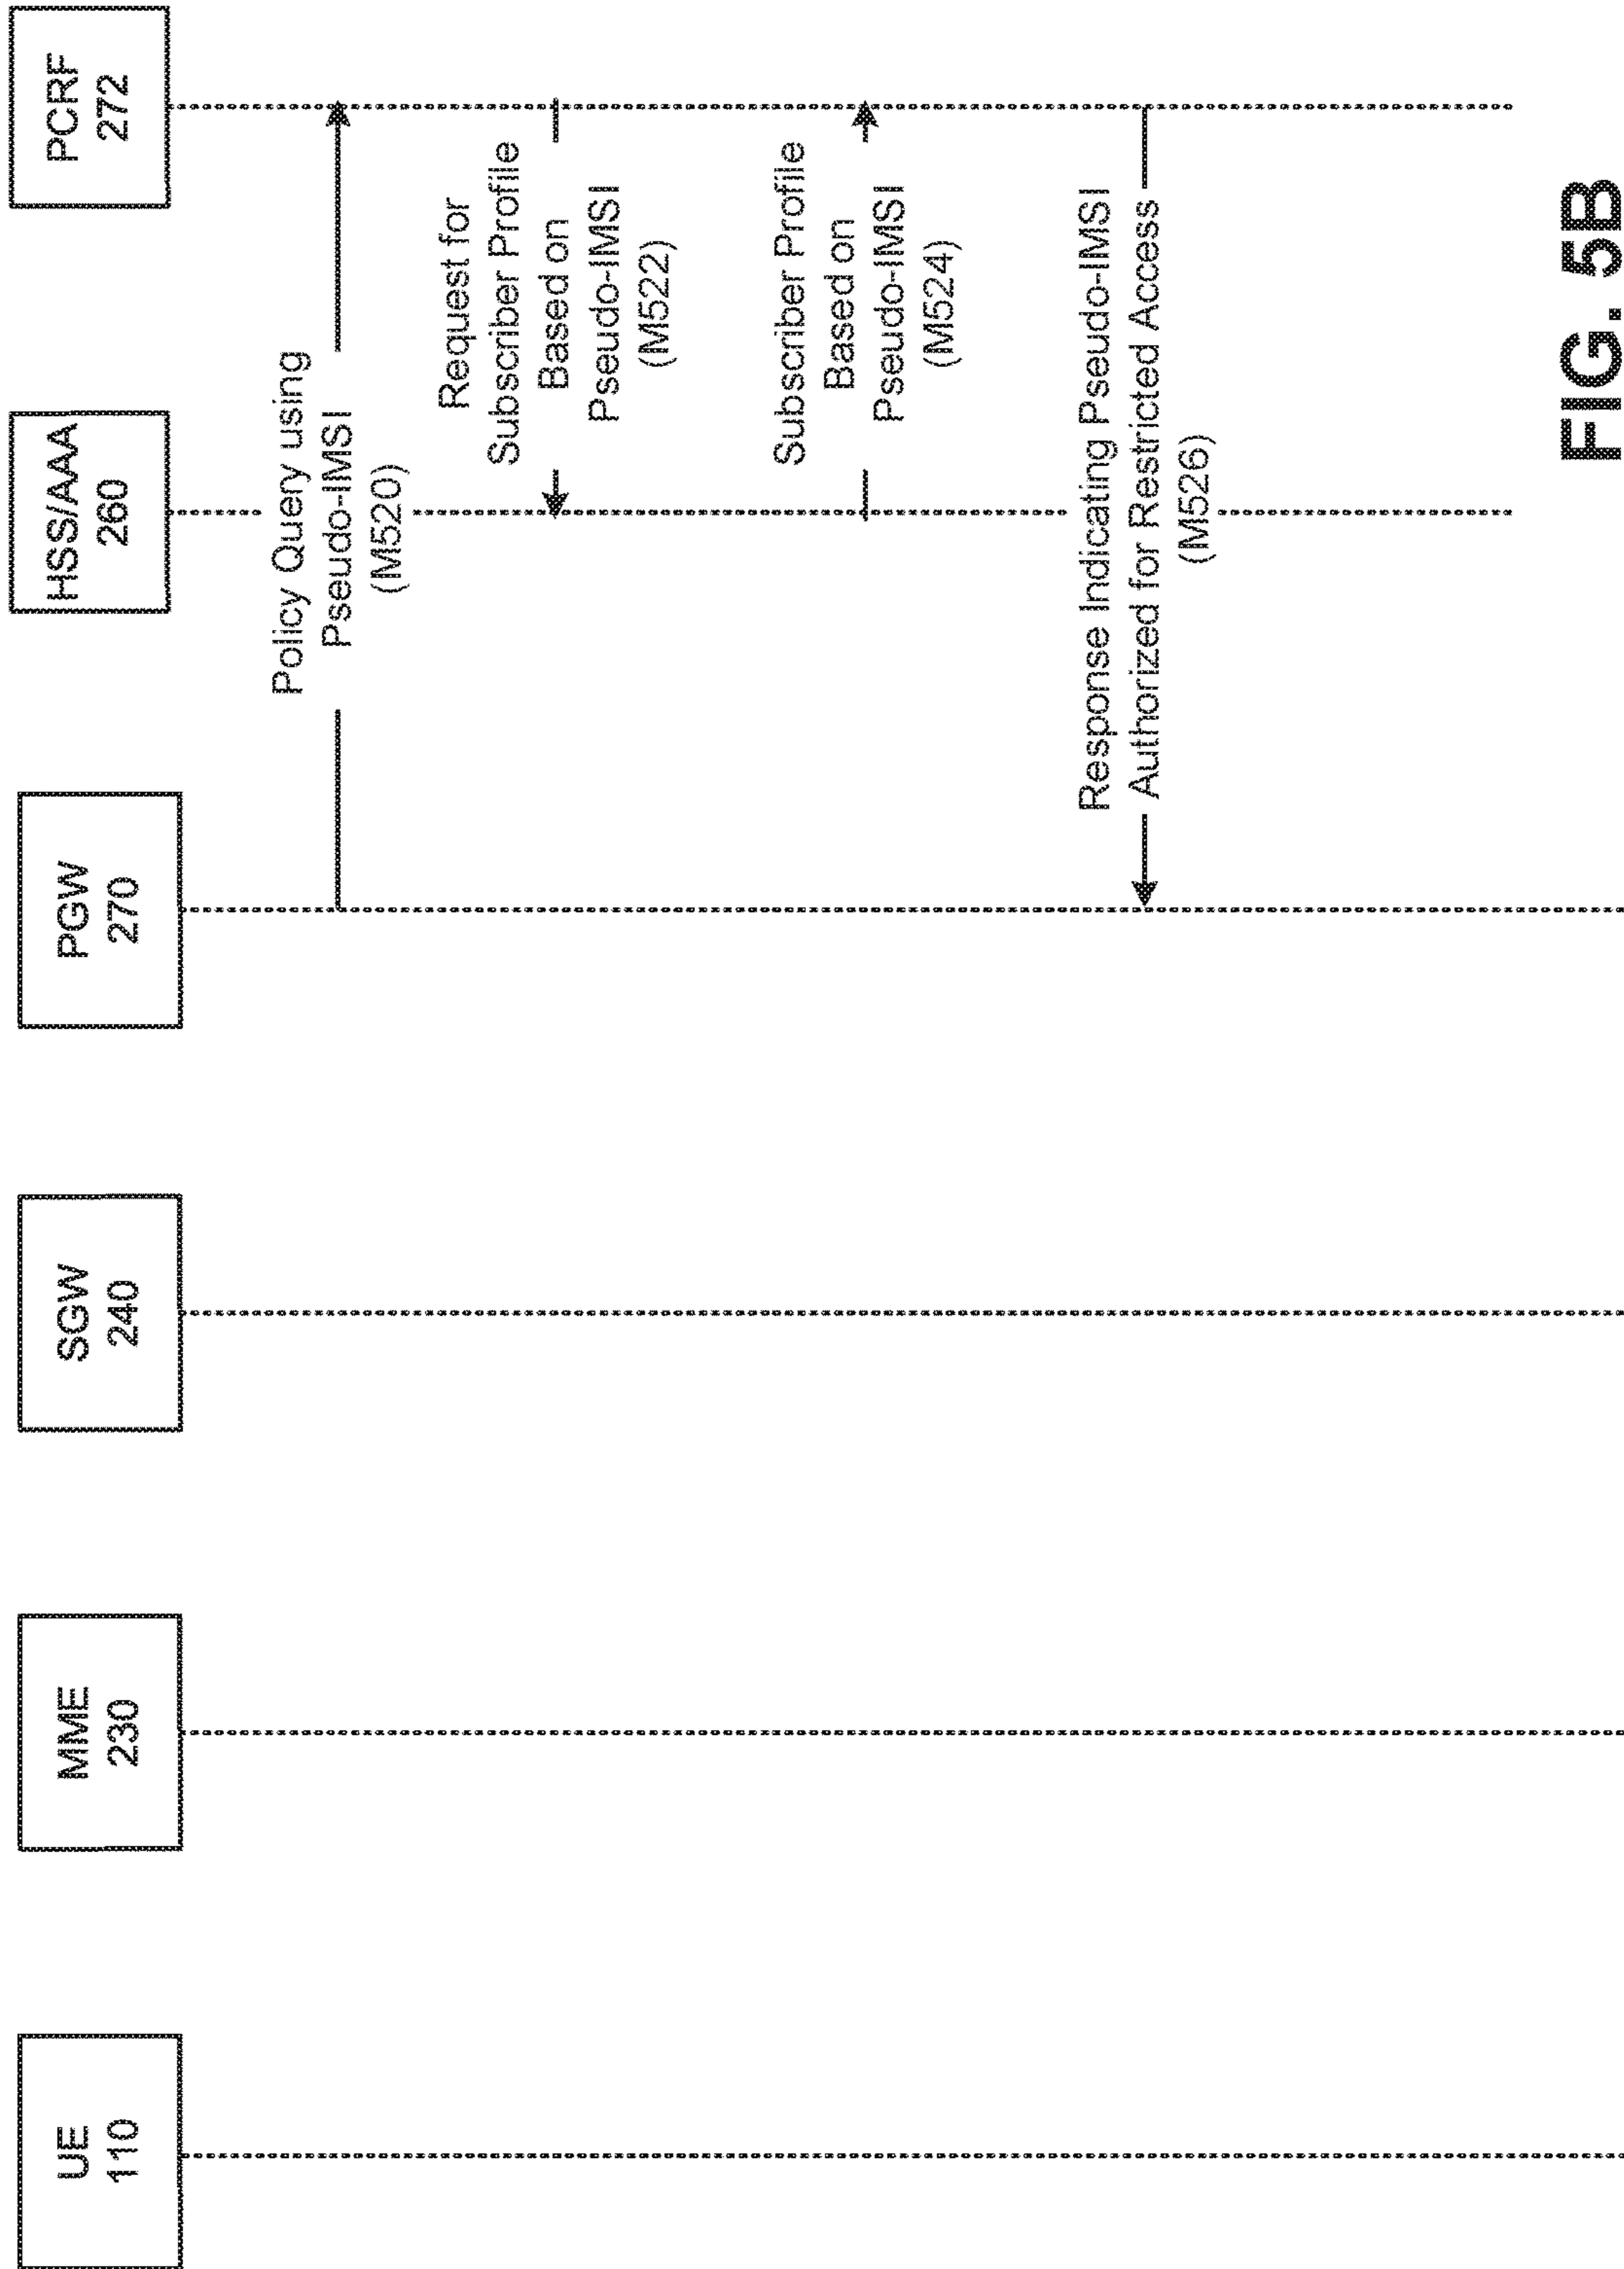 UE
110
MME
230
SGW
240
PGW
270
HSS/AAA
260
PCRF
272
Policy Query using
Pseudo-IMSI
(M520)
Request for
Subscriber Profile
Based on
Pseudo-IMSI
(M522)
Subscriber Profile
Based on
Pseudo-IMSI
(M524)
Response Indicating Pseudo-IMSI
Authorized for Restricted Access
(M526)
FIG. 5B